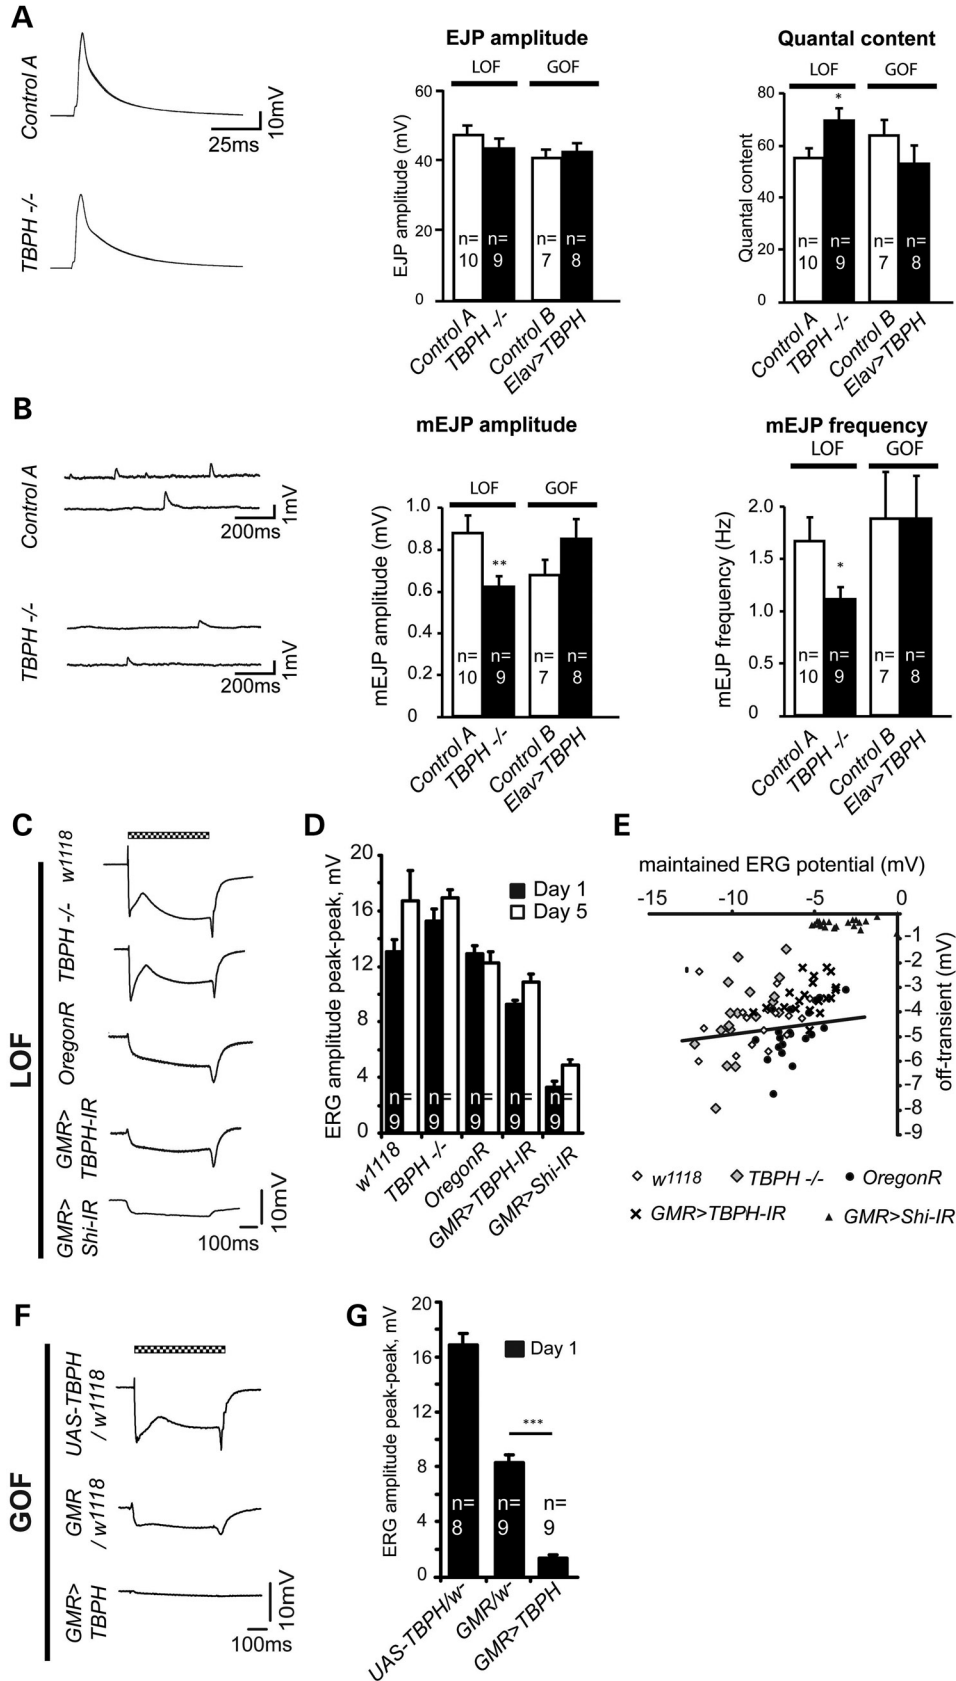 A
Control A
10mV
25ms
TBPH -/-
EJP amplitude
LOF
GOF
EJP amplitude (mV)
60
40
20
0
n=
10
n=
9
n=
7
n=
8
Control A
TBPH -/-
Control B
Elav>TBPH
Quantal content
LOF
GOF
Quantal content
80
60
40
20
0
*
n=
10
n=
9
n=
7
n=
8
Control A
TBPH -/-
Control B
Elav>TBPH
B
Control A
1mV
200ms
TBPH -/-
1mV
200ms
mEJP amplitude
LOF
GOF
mEJP amplitude (mV)
1.0
0.8
0.6
0.4
0.2
0
**
n=
10
n=
9
n=
7
n=
8
Control A
TBPH -/-
Control B
Elav>TBPH
mEJP frequency
LOF
GOF
mEJP frequency (Hz)
2.0
1.5
1.0
0.5
0
*
n=
10
n=
9
n=
7
n=
8
Control A
TBPH -/-
Control B
Elav>TBPH
C
LOF
w1118
TBPH -/-
OregonR
GMR>
TBPH-IR
GMR>
Shi-IR
10mV
100ms
D
ERG amplitude peak-peak, mV
20
16
12
8
4
0
Day 1
Day 5
n=
9
n=
9
n=
9
n=
9
n=
9
w1118
TBPH -/-
OregonR
GMR>TBPH-IR
GMR>Shi-IR
E
maintained ERG potential (mV)
-15
-10
-5
0
-1
-2
-3
-4
-5
-6
-7
-8
-9
off-transient (mV)
w1118
TBPH -/-
OregonR
GMR>TBPH-IR
GMR>Shi-IR
F
GOF
UAS-TBPH
/ w1118
GMR
/ w1118
GMR>
TBPH
10mV
100ms
G
ERG amplitude peak-peak, mV
20
16
12
8
4
0
Day 1
***
n=
8
n=
9
n=
9
UAS-TBPH/w-
GMR/w-
GMR>TBPH